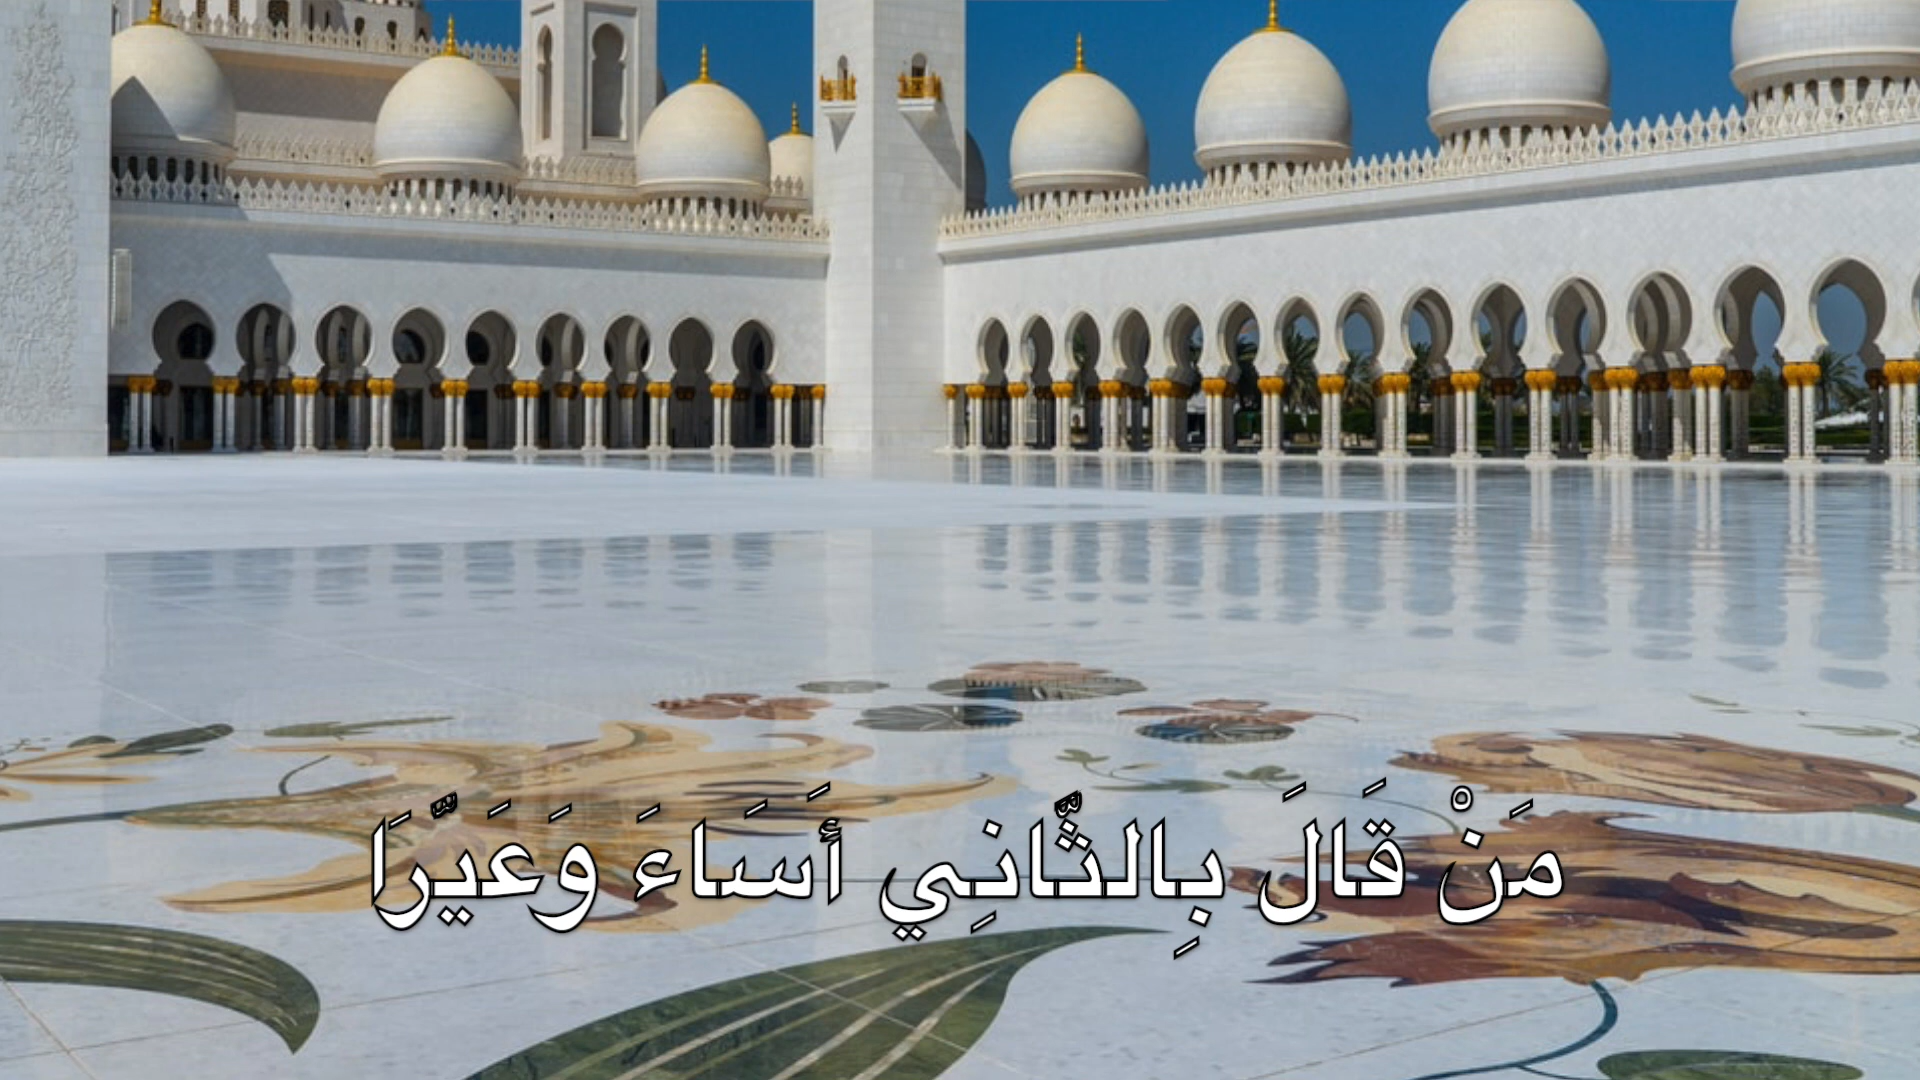 مَنْ قَالَ بِالثَّانِي أَسَاءَ وَعَيَّرَا